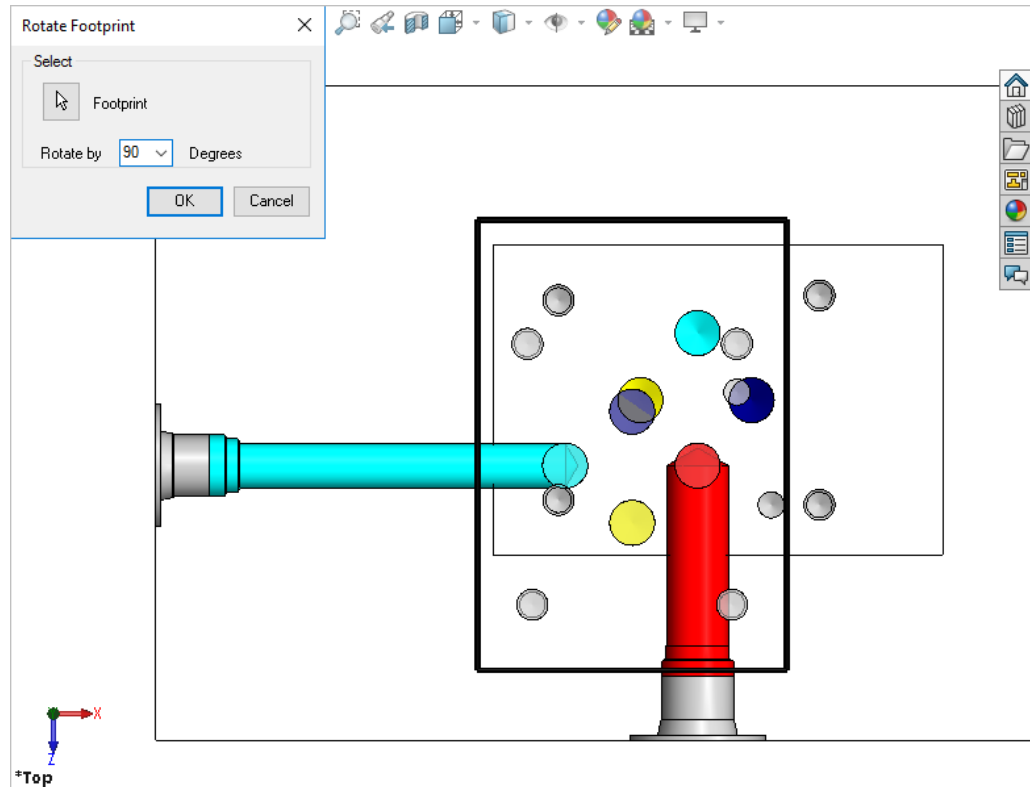 Rotate Footprint
Select
Footprint
Rotate by 90 Degrees
OK Cancel
X
Z
*Top